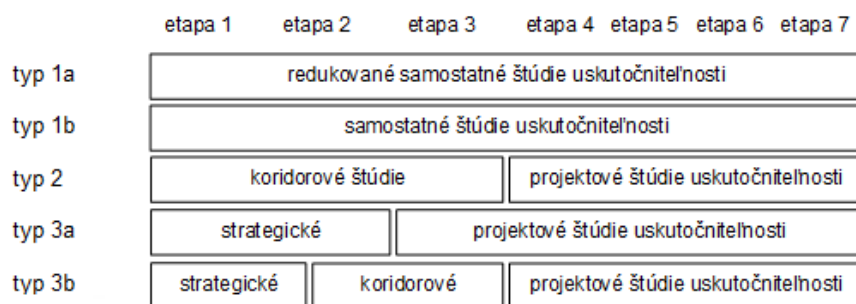 etapa 1 etapa 2 etapa 3 etapa 4 etapa 5 etapa 6 etapa 7
typ 1a redukované samostatné štúdie uskutočniteľnosti
typ 1b samostatné štúdie uskutočniteľnosti
typ 2 koridorové štúdie projektové štúdie uskutočniteľnosti
typ 3a strategické projektové štúdie uskutočniteľnosti
typ 3b strategické koridorové projektové štúdie uskutočniteľnosti